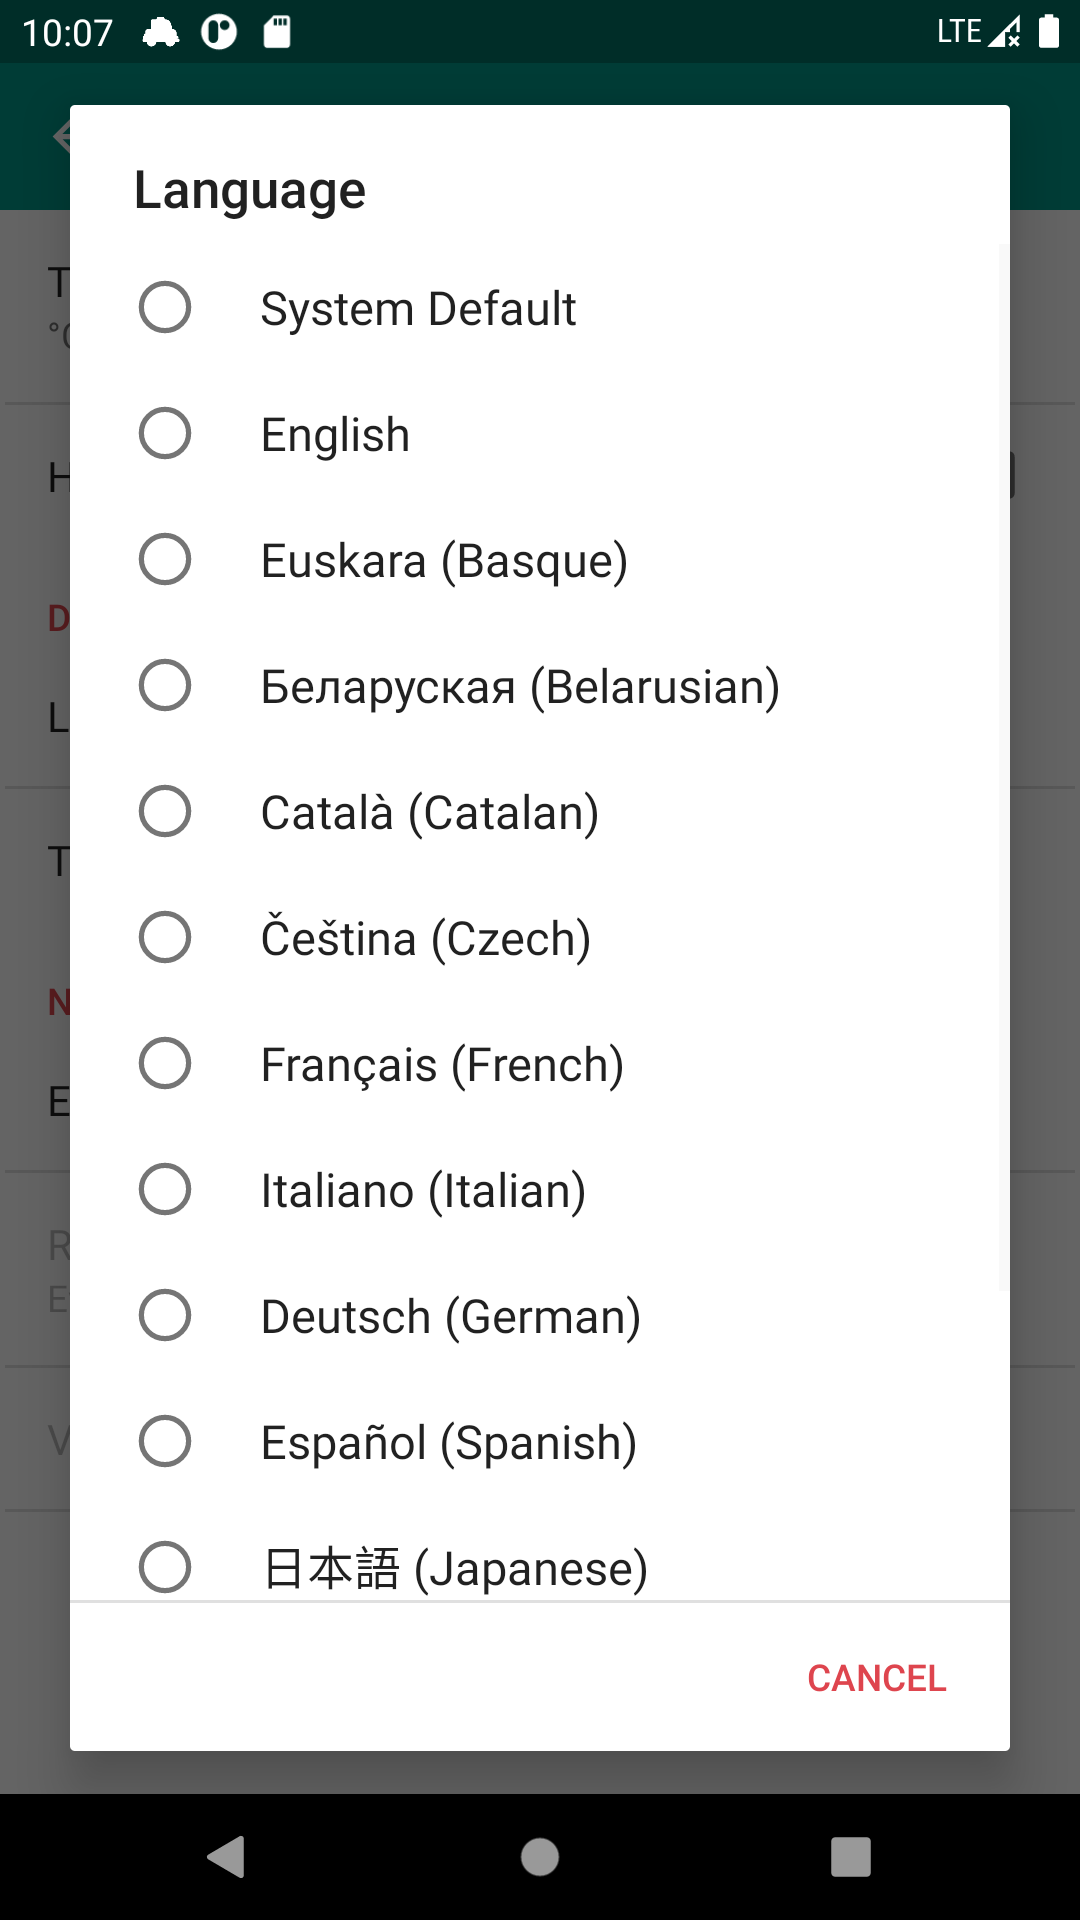 10:07 LTE
Language
System Default
English
Euskara (Basque)
Беларуская (Belarusian)
Català (Catalan)
Čeština (Czech)
Français (French)
Italiano (Italian)
Deutsch (German)
Español (Spanish)
日本語 (Japanese)
CANCEL